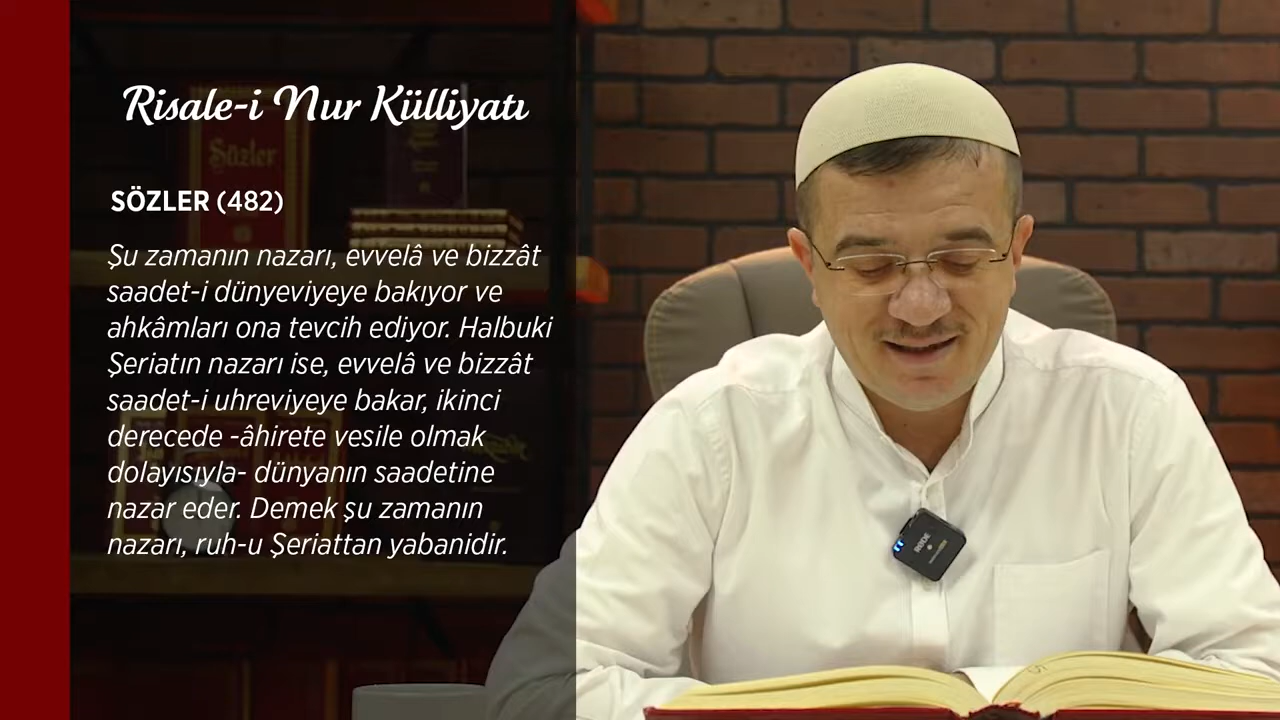 Risale-i Nur Külliyatı
Sözler
SÖZLER (482)
Şu zamanın nazarı, evvelâ ve bizzât
saadet-i dünyeviyeye bakıyor ve
ahkâmları ona tevcih ediyor. Halbuki
Şeriatın nazarı ise, evvelâ ve bizzât
saadet-i uhreviyeye bakar, ikinci
derecede -âhirete vesile olmak
dolayısıyla- dünyanın saadetine
nazar eder. Demek şu zamanın
nazarı, ruh-u Şeriattan yabanidir.
RØDE